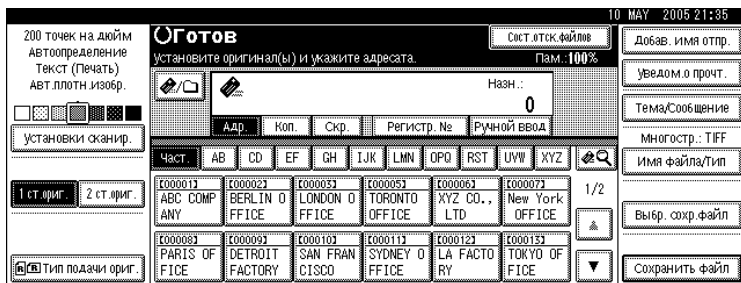 10 MAY 2005 21:35
200 точек на дюйм
Автоопределение
Текст (Печать)
Авт.плотн.изобр.
Установки сканир.
1 ст.ориг. 2 ст.ориг.
Тип подачи ориг.
Готов
Сост.отск.файлов
Установите оригинал(ы) и укажите адресата.
Пам.:100%
Назн.:
0
Адр. Коп. Скр. Регистр. № Ручной ввод
Част. AB CD EF GH IJK LMN OPQ RST UVW XYZ
[00001] [00002] [00003] [00005] [00006] [00007]
ABC COMP BERLIN O LONDON O TORONTO XYZ CO., New York
ANY FFICE FFICE OFFICE LTD OFFICE
1/2
[00008] [00009] [00010] [00011] [00012] [00013]
PARIS OF DETROIT SAN FRAN SYDNEY O LA FACTO TOKYO OF
FICE FACTORY CISCO FFICE RY FICE
Добав. имя отпр.
Уведом.о прочт.
Тема/Сообщение
Многостр.: TIFF
Имя файла/Тип
Выбр. сохр.файл
Сохранить файл